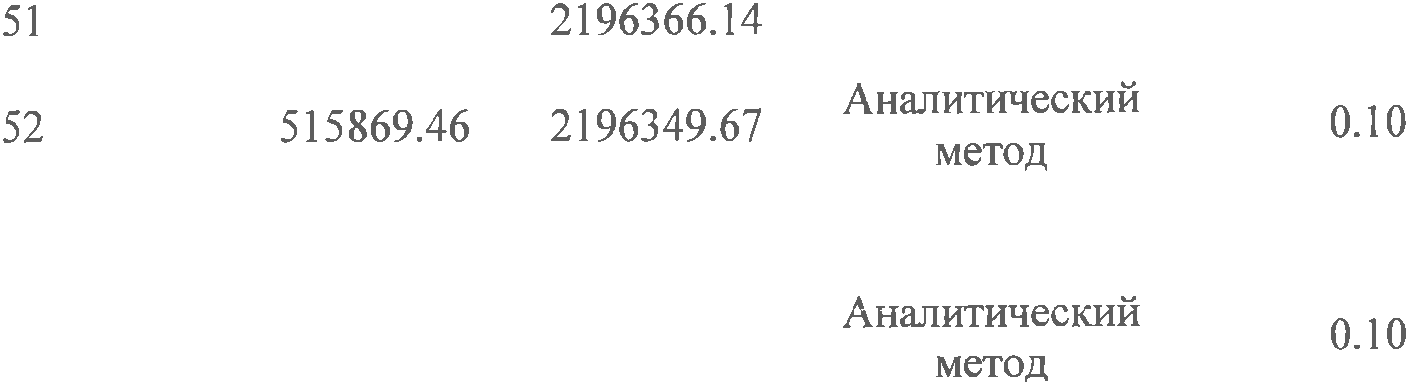 51 2196366.14
52 515869.46 2196349.67 Аналитический метод 0.10
Аналитический метод 0.10